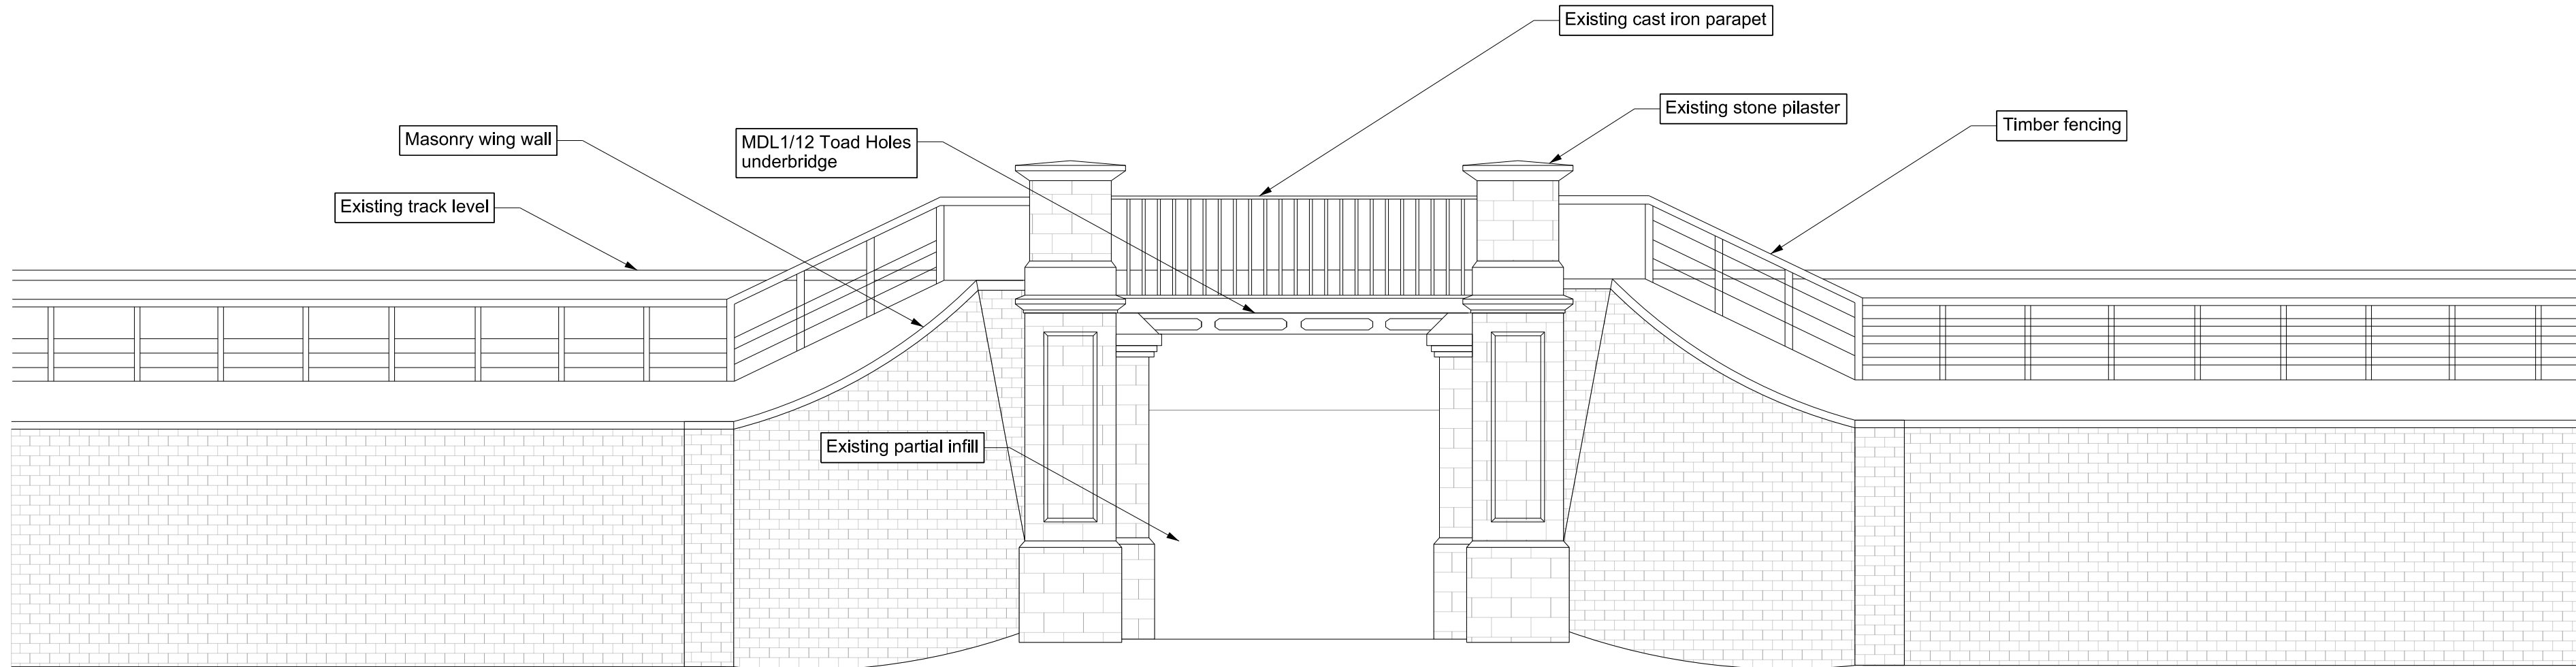 Existing cast iron parapet
Existing stone pilaster
Timber fencing
Masonry wing wall
MDL1/12 Toad Holes
underbridge
Existing track level
Existing partial infill